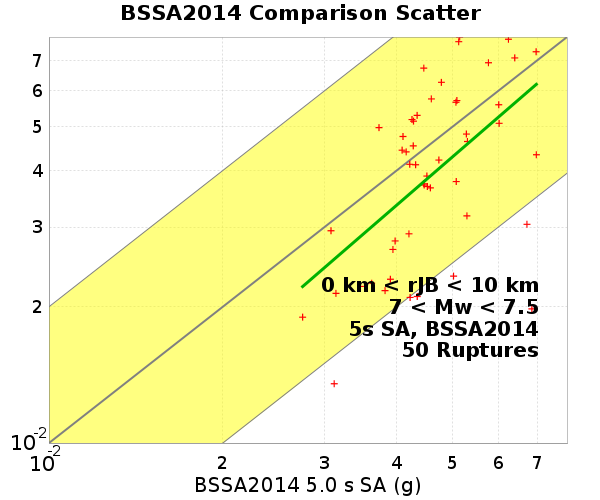 BSSA2014 Comparison Scatter
7
6
5
4
3
2
10-2
10-2
2 3 4 5 6 7
0 km < rJB < 10 km
7 < Mw < 7.5
5s SA, BSSA2014
50 Ruptures
BSSA2014 5.0 s SA (g)